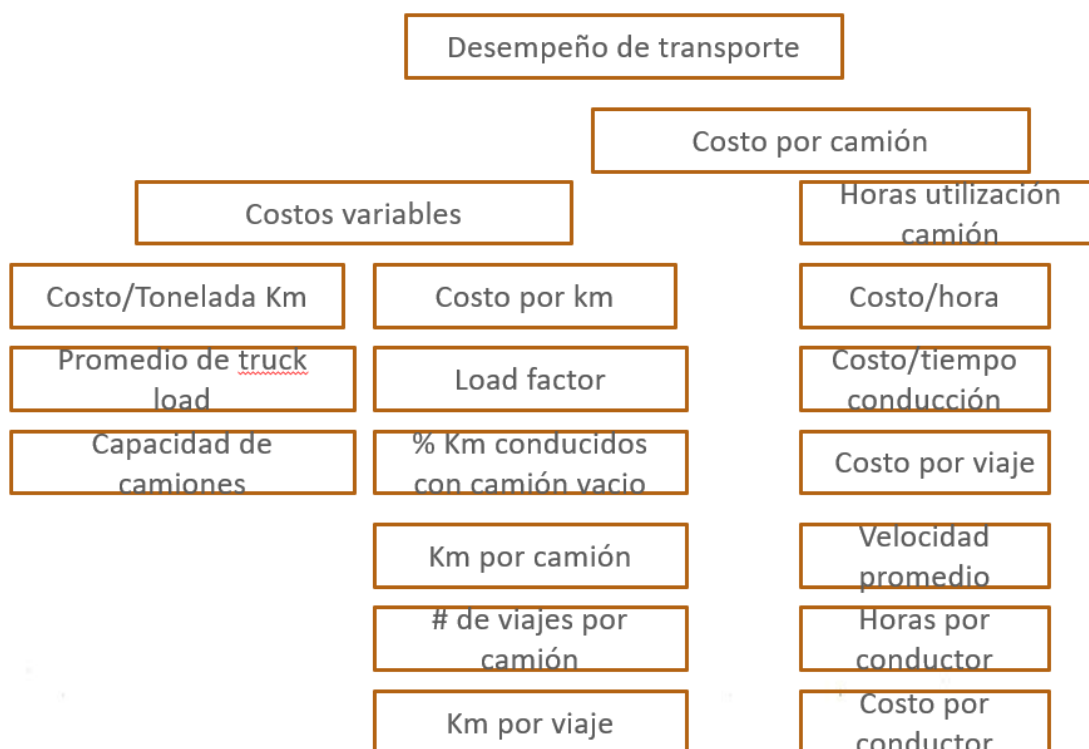 Desempeño de transporte
Costo por camión
Costos variables
Horas utilización
camión
Costo/Tonelada Km
Costo por km
Costo/hora
Promedio de truck
load
Load factor
Costo/tiempo
conducción
Capacidad de
camiones
% Km conducidos
con camión vacio
Costo por viaje
Km por camión
Velocidad
promedio
# de viajes por
camión
Horas por
conductor
Km por viaje
Costo por
conductor